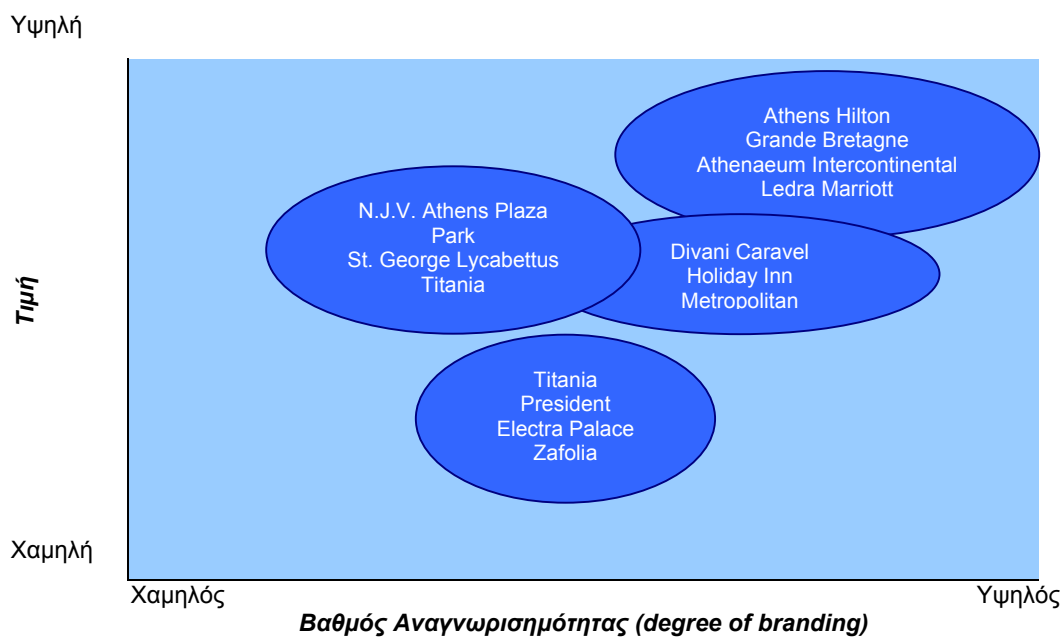 Υψηλή
Athens Hilton
Grande Bretagne
Athenaeum Intercontinental
Ledra Marriott
N.J.V. Athens Plaza
Park
St. George Lycabettus
Titania
Divani Caravel
Holiday Inn
Metropolitan
Τιμή
Titania
President
Electra Palace
Zafolia
Χαμηλή
Χαμηλός
Υψηλός
Βαθμός Αναγνωρισημότητας (degree of branding)